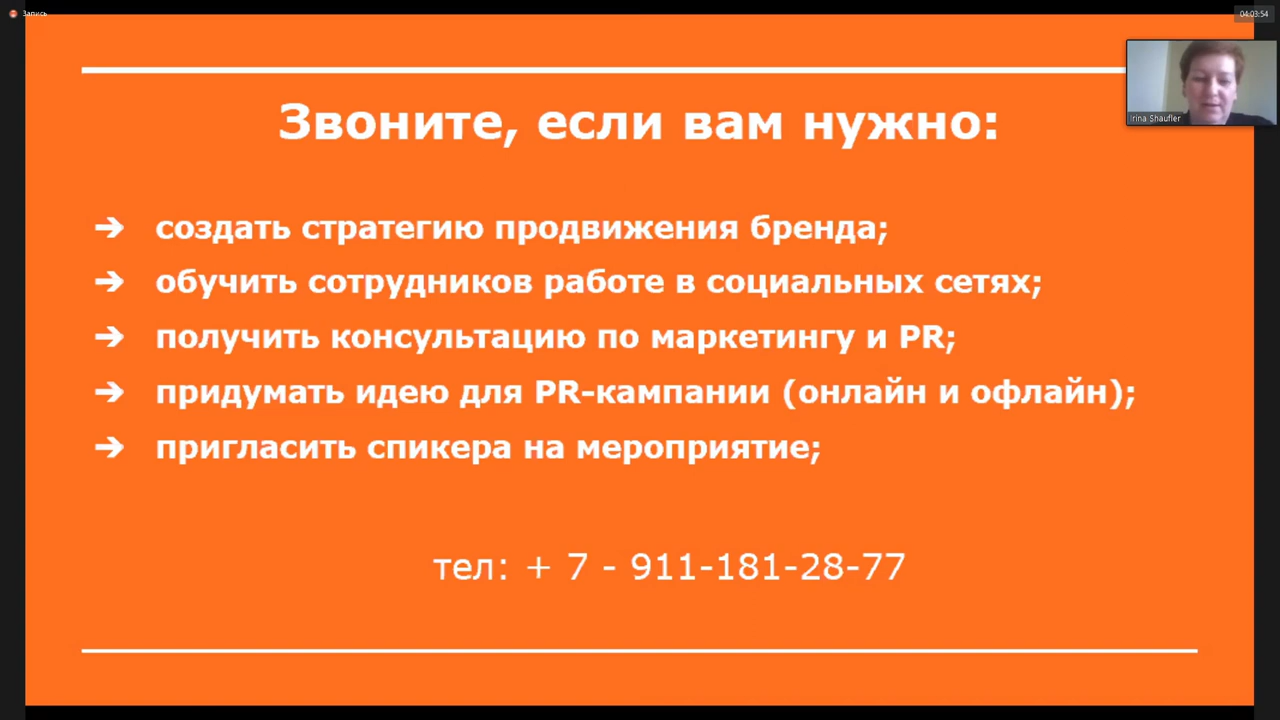 Запись
04:03:54
Звоните, если вам нужно:
➔ создать стратегию продвижения бренда;
➔ обучить сотрудников работе в социальных сетях;
➔ получить консультацию по маркетингу и PR;
➔ придумать идею для PR-кампании (онлайн и офлайн);
➔ пригласить спикера на мероприятие;
тел: + 7 - 911-181-28-77
Irina Shaufler